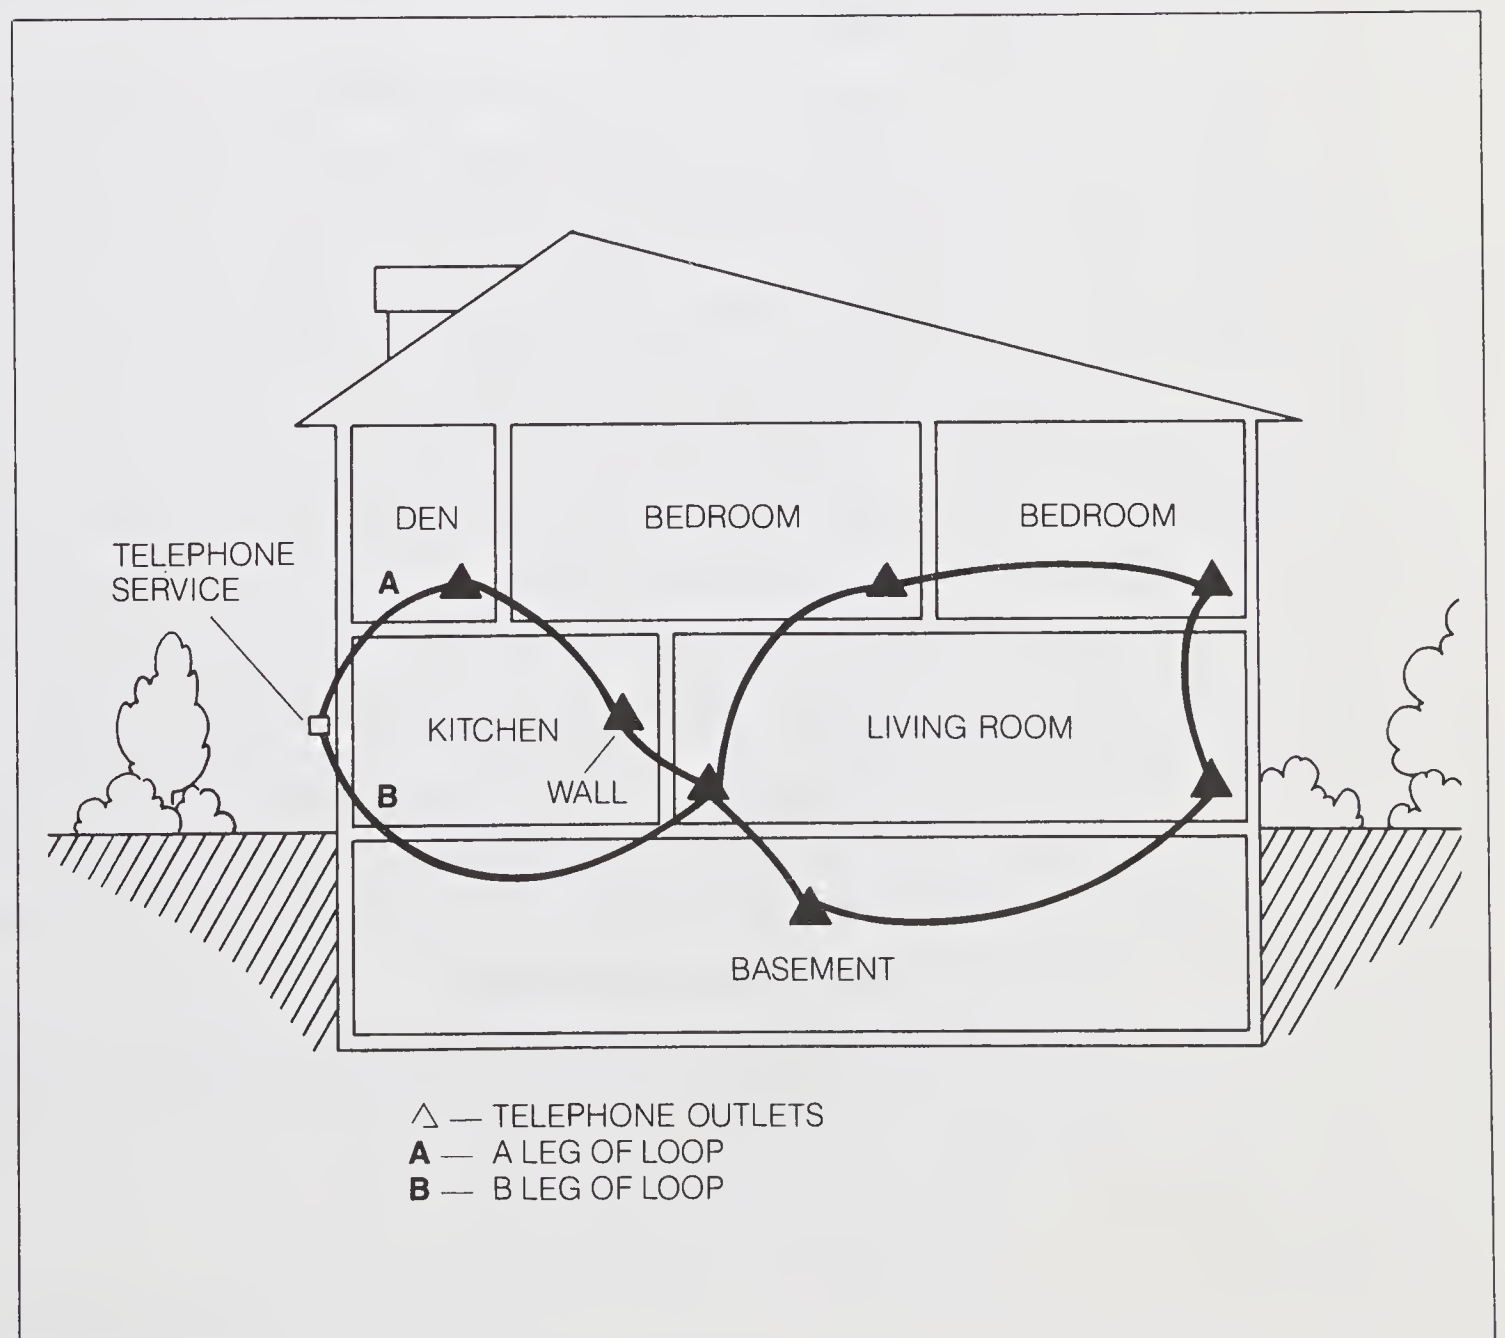 DEN
BEDROOM
BEDROOM
TELEPHONE
SERVICE
A
KITCHEN
LIVING ROOM
WALL
B
BASEMENT
△ — TELEPHONE OUTLETS
A — A LEG OF LOOP
B — B LEG OF LOOP